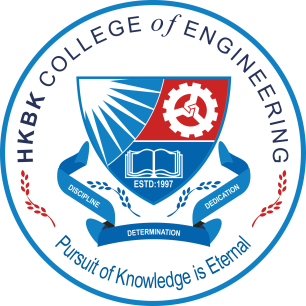 HKBK COLLEGE of ENGINEERING
ESTD:1997
DISCIPLINE
DETERMINATION
DEDICATION
Pursuit of Knowledge is Eternal